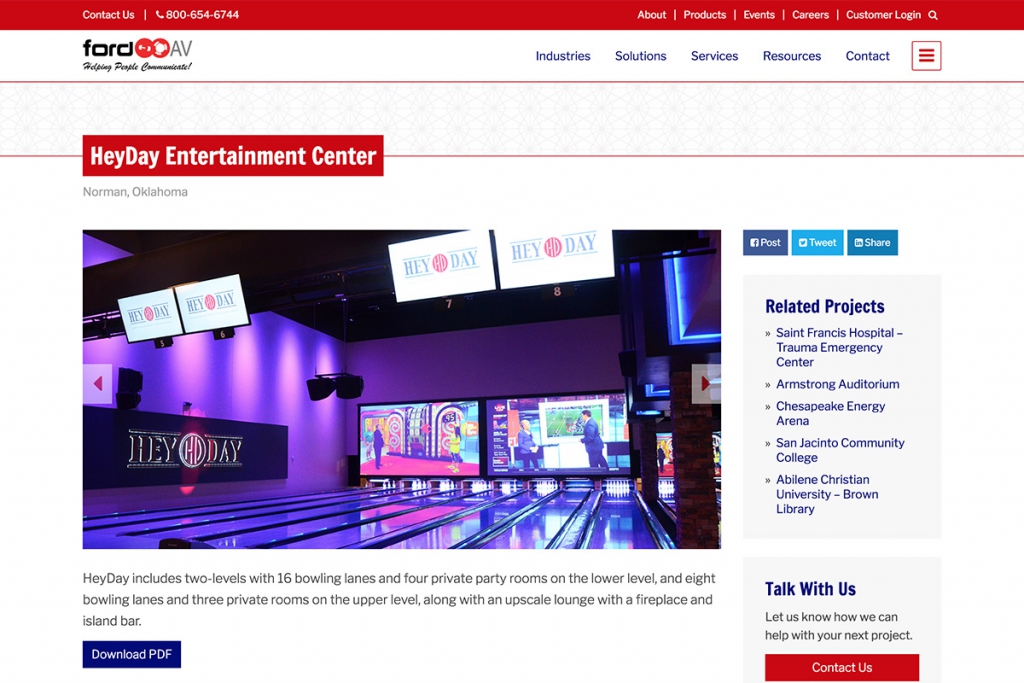 Contact Us | 800-654-6744
About | Products | Events | Careers | Customer Login
ford AV
Helping People Communicate!
Industries Solutions Services Resources Contact
HeyDay Entertainment Center
Norman, Oklahoma
HEY HD DAY
HEY HD DAY
7
8
HEY HD DAY
HEY HD DAY
5
6
HEY HD DAY
Post
Tweet
Share
Related Projects
» Saint Francis Hospital –
Trauma Emergency
Center
» Armstrong Auditorium
» Chesapeake Energy
Arena
» San Jacinto Community
College
» Abilene Christian
University – Brown
Library
HeyDay includes two-levels with 16 bowling lanes and four private party rooms on the lower level, and eight
bowling lanes and three private rooms on the upper level, along with an upscale lounge with a fireplace and
island bar.
Download PDF
Talk With Us
Let us know how we can
help with your next project.
Contact Us